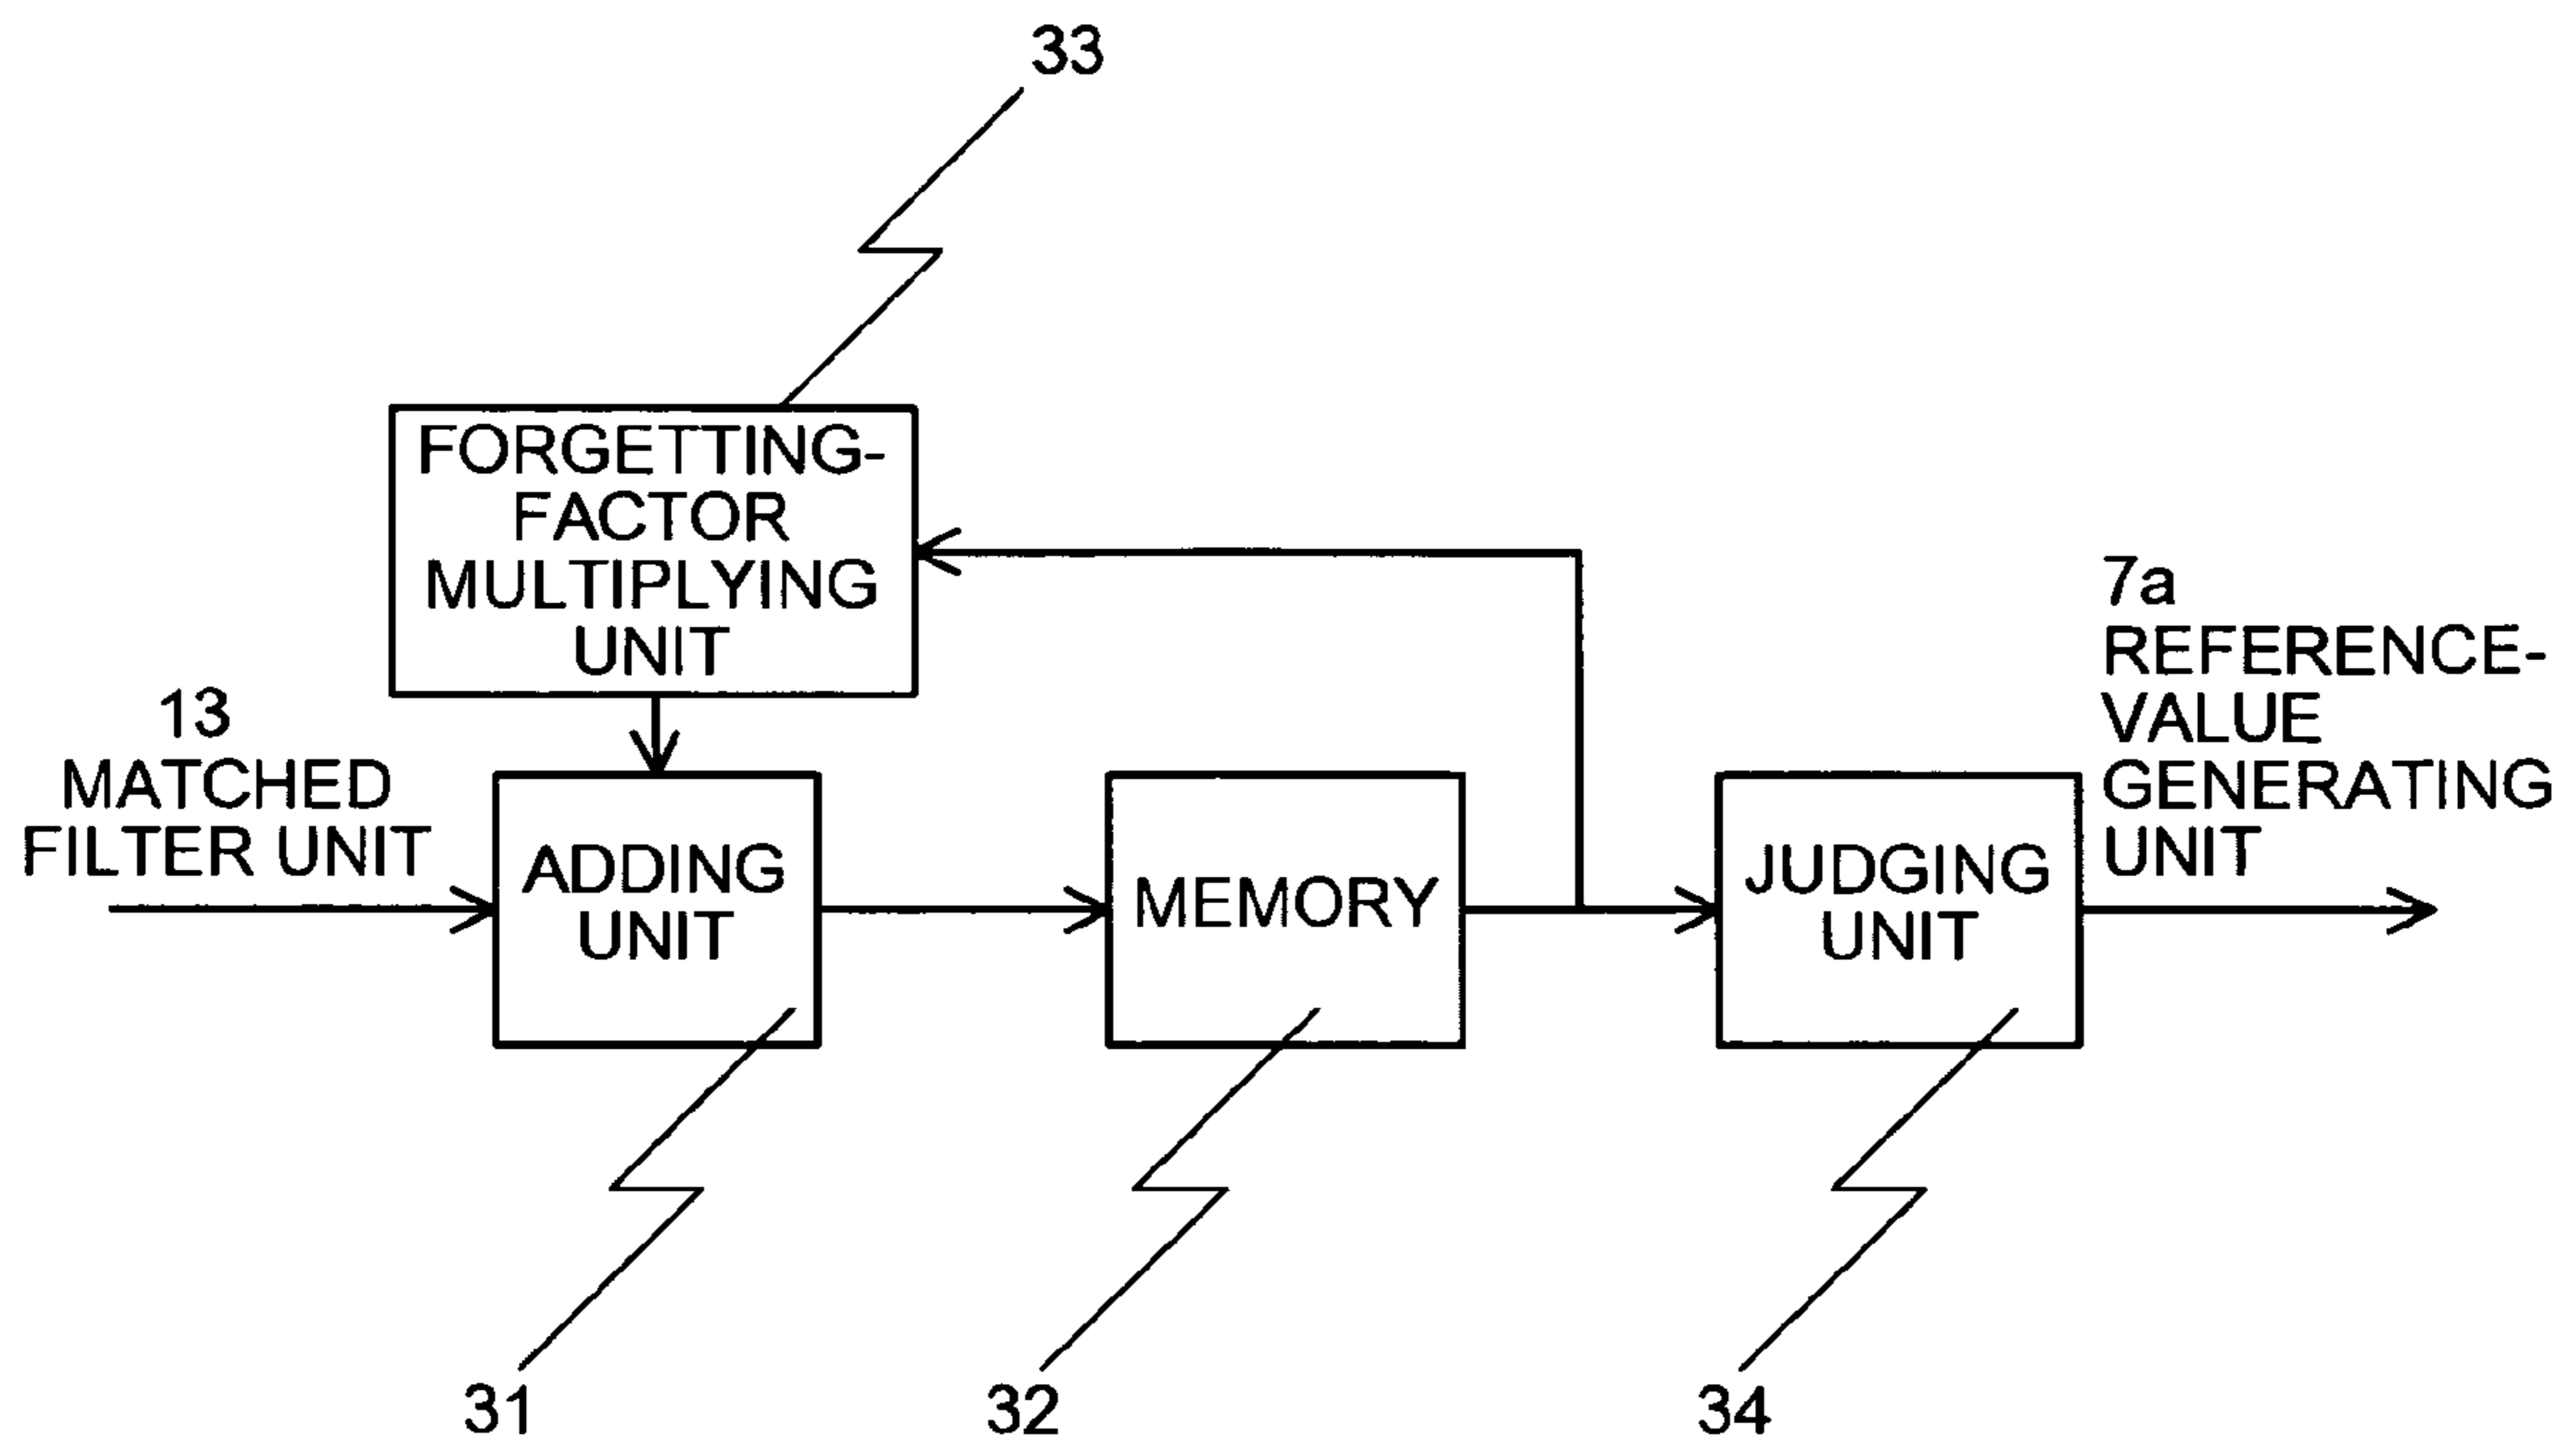 33
FORGETTING-
FACTOR
MULTIPLYING
UNIT
13
MATCHED
FILTER UNIT
ADDING
UNIT
MEMORY
JUDGING
UNIT
7a
REFERENCE-
VALUE
GENERATING
UNIT
31
32
34